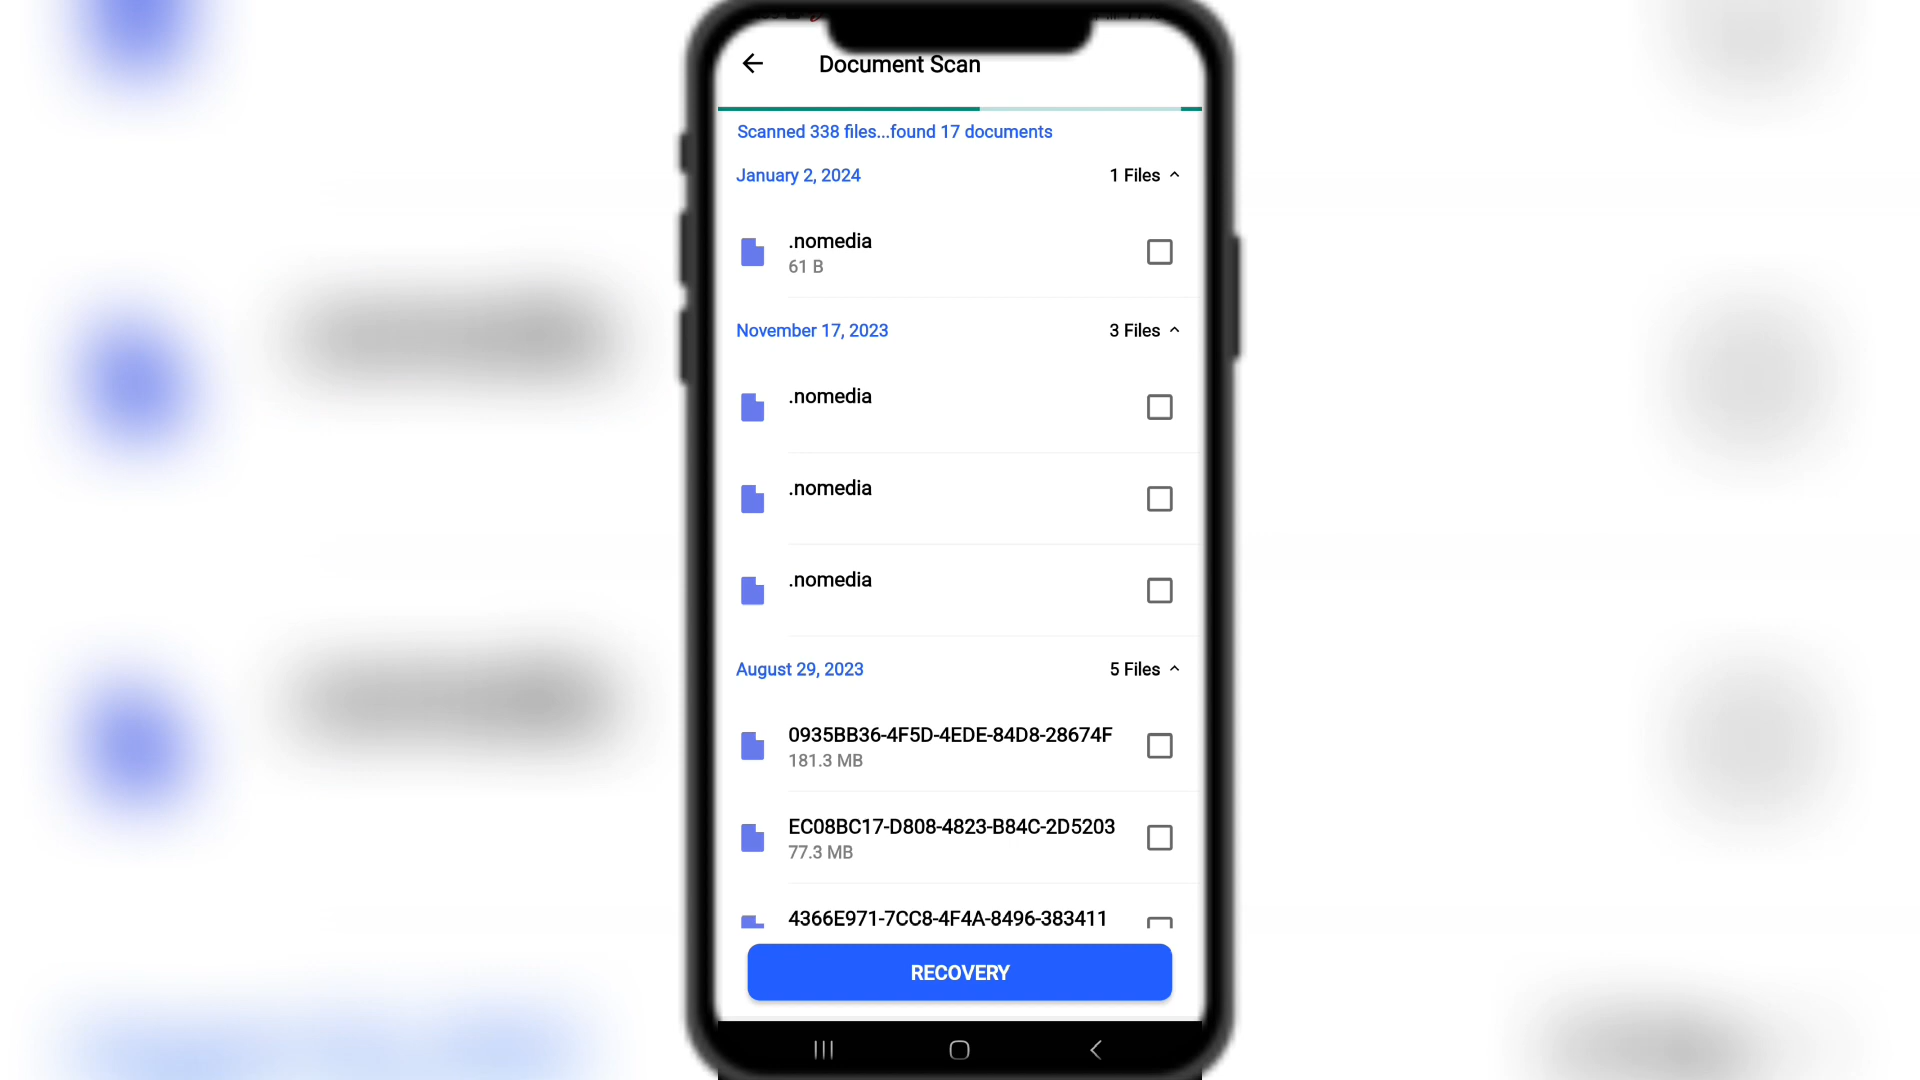 Document Scan
Scanned 338 files...found 17 documents
January 2, 2024 1 Files
.nomedia
61 B
November 17, 2023 3 Files
.nomedia
.nomedia
.nomedia
August 29, 2023 5 Files
0935BB36-4F5D-4EDE-84D8-28674F
181.3 MB
EC08BC17-D808-4823-B84C-2D5203
77.3 MB
4366E971-7CC8-4F4A-8496-383411
RECOVERY